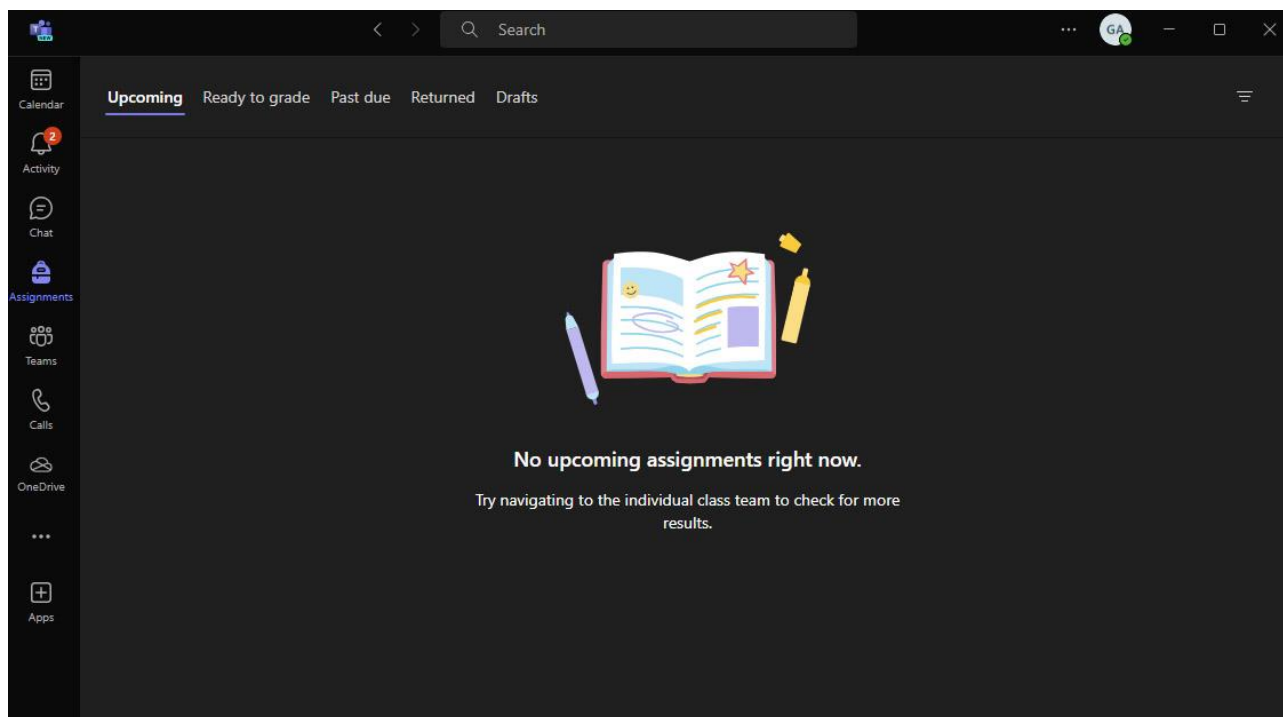 NEW
Search
GA
Calendar
Upcoming Ready to grade Past due Returned Drafts
2
Activity
Chat
Assignments
Teams
Calls
OneDrive
Apps
No upcoming assignments right now.
Try navigating to the individual class team to check for more
results.